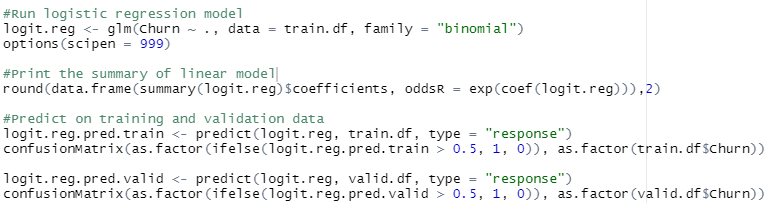 #Run logistic regression model
logit.reg <- glm(Churn ~ ., data = train.df, family = "binomial")
options(scipen = 999)
#Print the summary of linear model
round(data.frame(summary(logit.reg)$coefficients, oddsR = exp(coef(logit.reg))),2)
#Predict on training and validation data
logit.reg.pred.train <- predict(logit.reg, train.df, type = "response")
confusionMatrix(as.factor(ifelse(logit.reg.pred.train > 0.5, 1, 0)), as.factor(train.df$Churn))
logit.reg.pred.valid <- predict(logit.reg, valid.df, type = "response")
confusionMatrix(as.factor(ifelse(logit.reg.pred.valid > 0.5, 1, 0)), as.factor(valid.df$Churn))